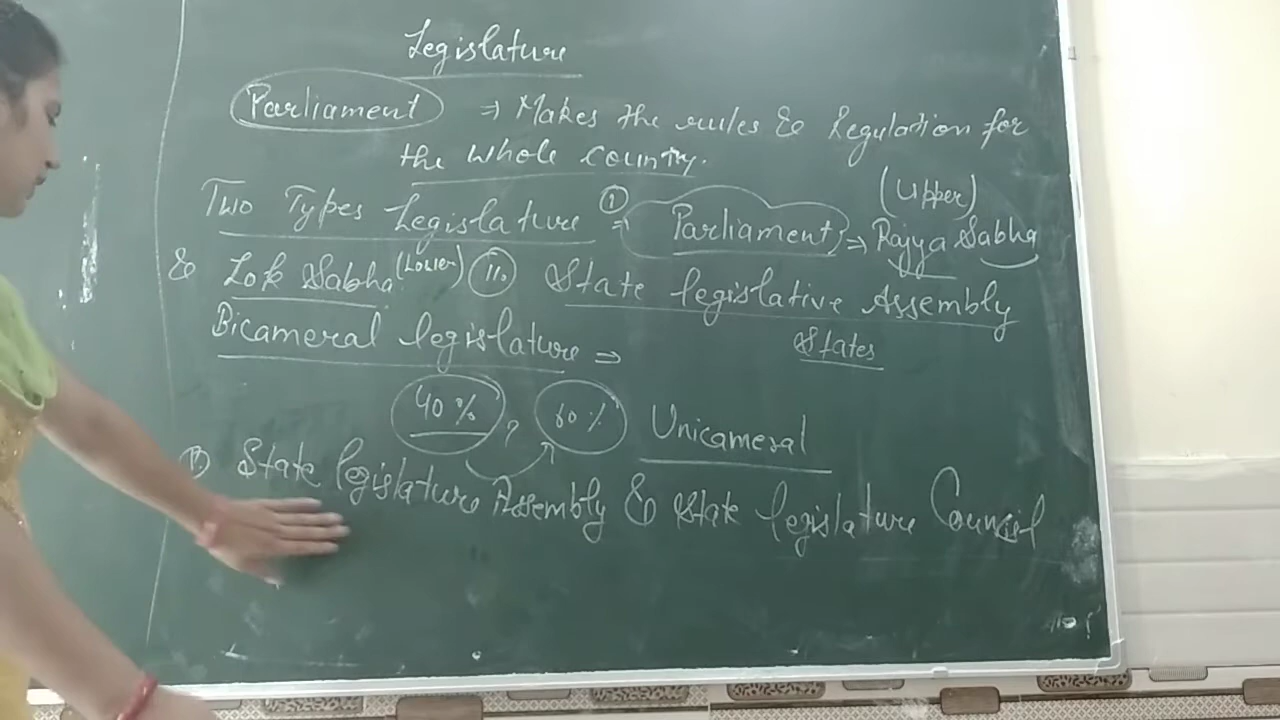 Legislature
Parliament ⇒ Makes the rules & Regulation for
the whole country.
(Upper)
Two Types Legislature ⇒ ① Parliament ⇒ Rajya Sabha
& Lok Sabha (Lower) ii. State legislative Assembly
Bicameral legislature ⇒ States
40% ? 60% Unicameral
B) State legislature Assembly & State legislature Council